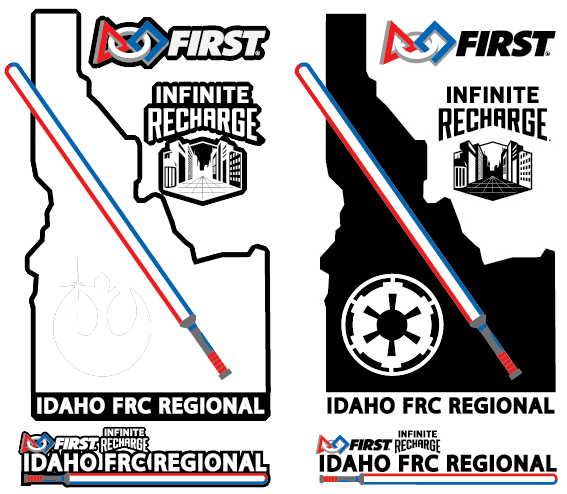 FIRST®
INFINITE
RECHARGE
IDAHO FRC REGIONAL
FIRST
INFINITE
RECHARGE
IDAHO FRC REGIONAL
FIRST®
INFINITE
RECHARGE
IDAHO FRC REGIONAL
FIRST
INFINITE
RECHARGE
IDAHO FRC REGIONAL